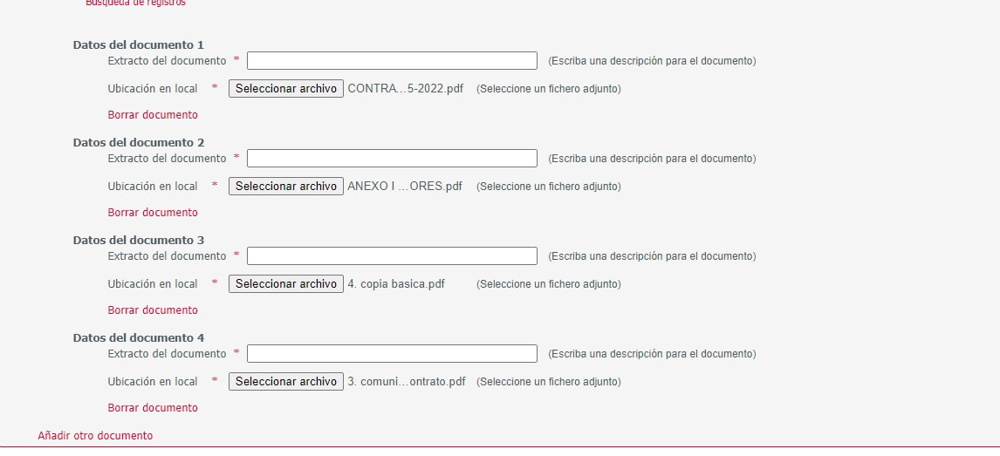 Búsqueda de registros
Datos del documento 1
Extracto del documento * (Escriba una descripción para el documento)
Ubicación en local * Seleccionar archivo CONTRA...5-2022.pdf (Seleccione un fichero adjunto)
Borrar documento
Datos del documento 2
Extracto del documento * (Escriba una descripción para el documento)
Ubicación en local * Seleccionar archivo ANEXO I ...ORES.pdf (Seleccione un fichero adjunto)
Borrar documento
Datos del documento 3
Extracto del documento * (Escriba una descripción para el documento)
Ubicación en local * Seleccionar archivo 4. copia basica.pdf (Seleccione un fichero adjunto)
Borrar documento
Datos del documento 4
Extracto del documento * (Escriba una descripción para el documento)
Ubicación en local * Seleccionar archivo 3. comuni...ontrato.pdf (Seleccione un fichero adjunto)
Borrar documento
Añadir otro documento